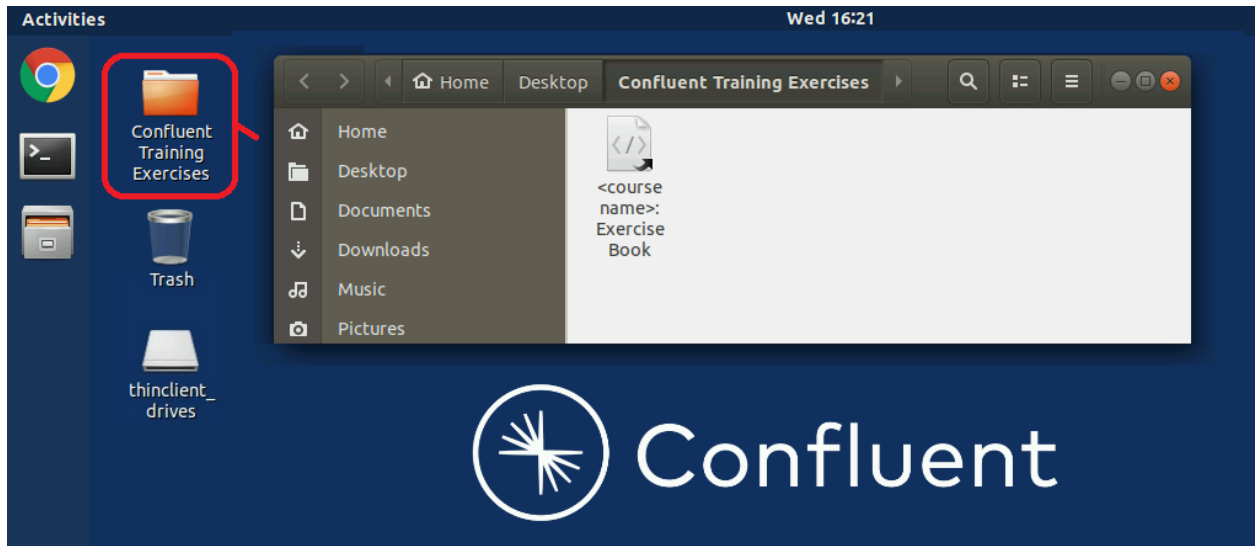 Activities
Wed 16:21
Confluent
Training
Exercises
Trash
thinclient_
drives
Home
Desktop
Confluent Training Exercises
Home
Desktop
Documents
Downloads
Music
Pictures
<course
name>:
Exercise
Book
Confluent